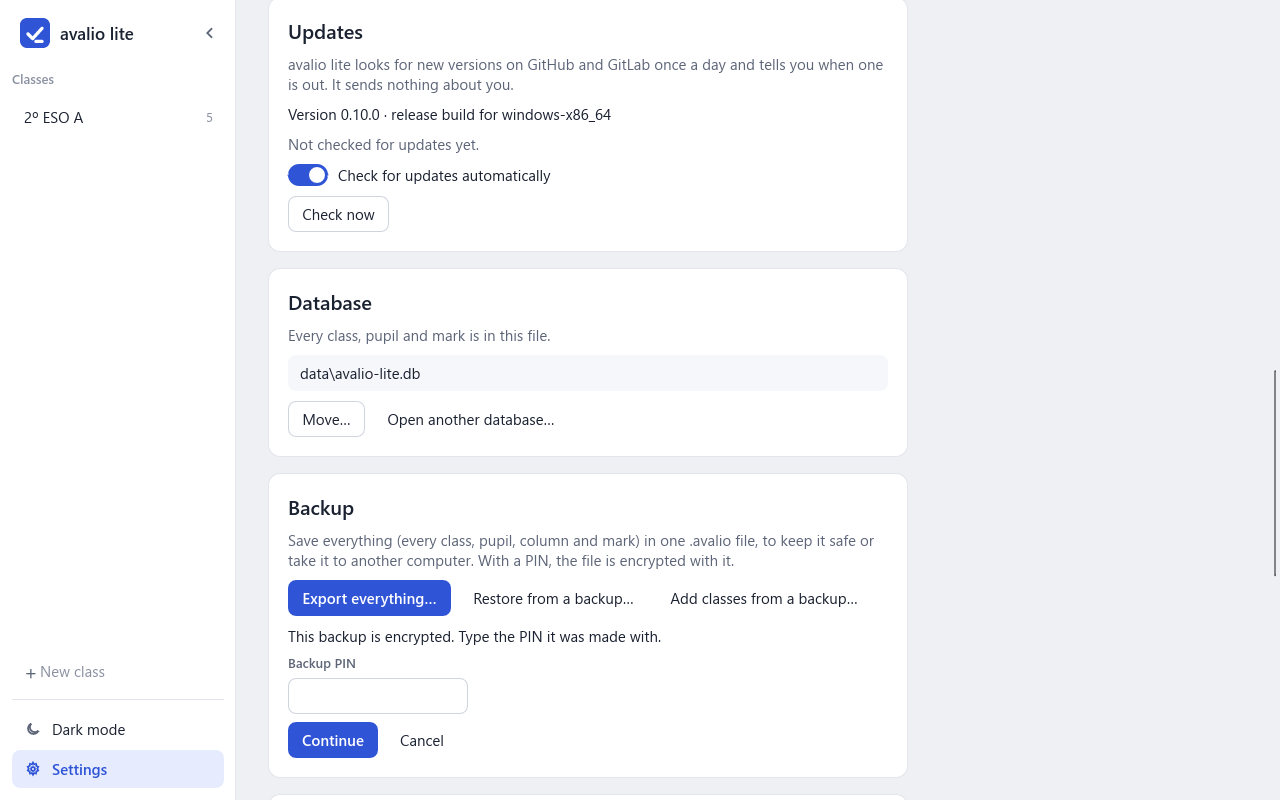 avalio lite
Classes
2º ESO A 5
+ New class
Dark mode
Settings
Updates
avalio lite looks for new versions on GitHub and GitLab once a day and tells you when one
is out. It sends nothing about you.
Version 0.10.0 · release build for windows-x86_64
Not checked for updates yet.
Check for updates automatically
Check now
Database
Every class, pupil and mark is in this file.
data\avalio-lite.db
Move... Open another database...
Backup
Save everything (every class, pupil, column and mark) in one .avalio file, to keep it safe or
take it to another computer. With a PIN, the file is encrypted with it.
Export everything... Restore from a backup... Add classes from a backup...
This backup is encrypted. Type the PIN it was made with.
Backup PIN
Continue Cancel